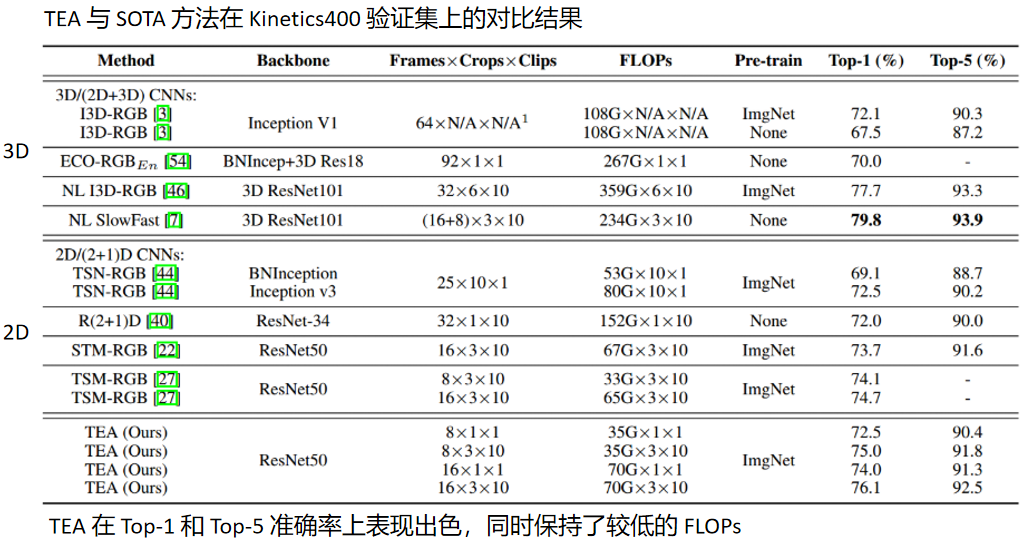 TEA 与 SOTA 方法在 Kinetics400 验证集上的对比结果
Method Backbone Frames×Crops×Clips FLOPs Pre-train Top-1 (%) Top-5 (%)
3D
3D/(2D+3D) CNNs:
I3D-RGB [3] Inception V1 64×N/A×N/A¹ 108G×N/A×N/A ImgNet 72.1 90.3
I3D-RGB [3] 108G×N/A×N/A None 67.5 87.2
ECO-RGB_En [54] BNIncep+3D Res18 92×1×1 267G×1×1 None 70.0 -
NL I3D-RGB [46] 3D ResNet101 32×6×10 359G×6×10 ImgNet 77.7 93.3
NL SlowFast [7] 3D ResNet101 (16+8)×3×10 234G×3×10 None 79.8 93.9
2D
2D/(2+1)D CNNs:
TSN-RGB [44] BNInception 25×10×1 53G×10×1 ImgNet 69.1 88.7
TSN-RGB [44] Inception v3 80G×10×1 72.5 90.2
R(2+1)D [40] ResNet-34 32×1×10 152G×1×10 None 72.0 90.0
STM-RGB [22] ResNet50 16×3×10 67G×3×10 ImgNet 73.7 91.6
TSM-RGB [27] ResNet50 8×3×10 33G×3×10 ImgNet 74.1 -
TSM-RGB [27] 16×3×10 65G×3×10 74.7 -
TEA (Ours) 8×1×1 35G×1×1 72.5 90.4
TEA (Ours) ResNet50 8×3×10 35G×3×10 ImgNet 75.0 91.8
TEA (Ours) 16×1×1 70G×1×1 74.0 91.3
TEA (Ours) 16×3×10 70G×3×10 76.1 92.5
TEA 在 Top-1 和 Top-5 准确率上表现出色，同时保持了较低的 FLOPs